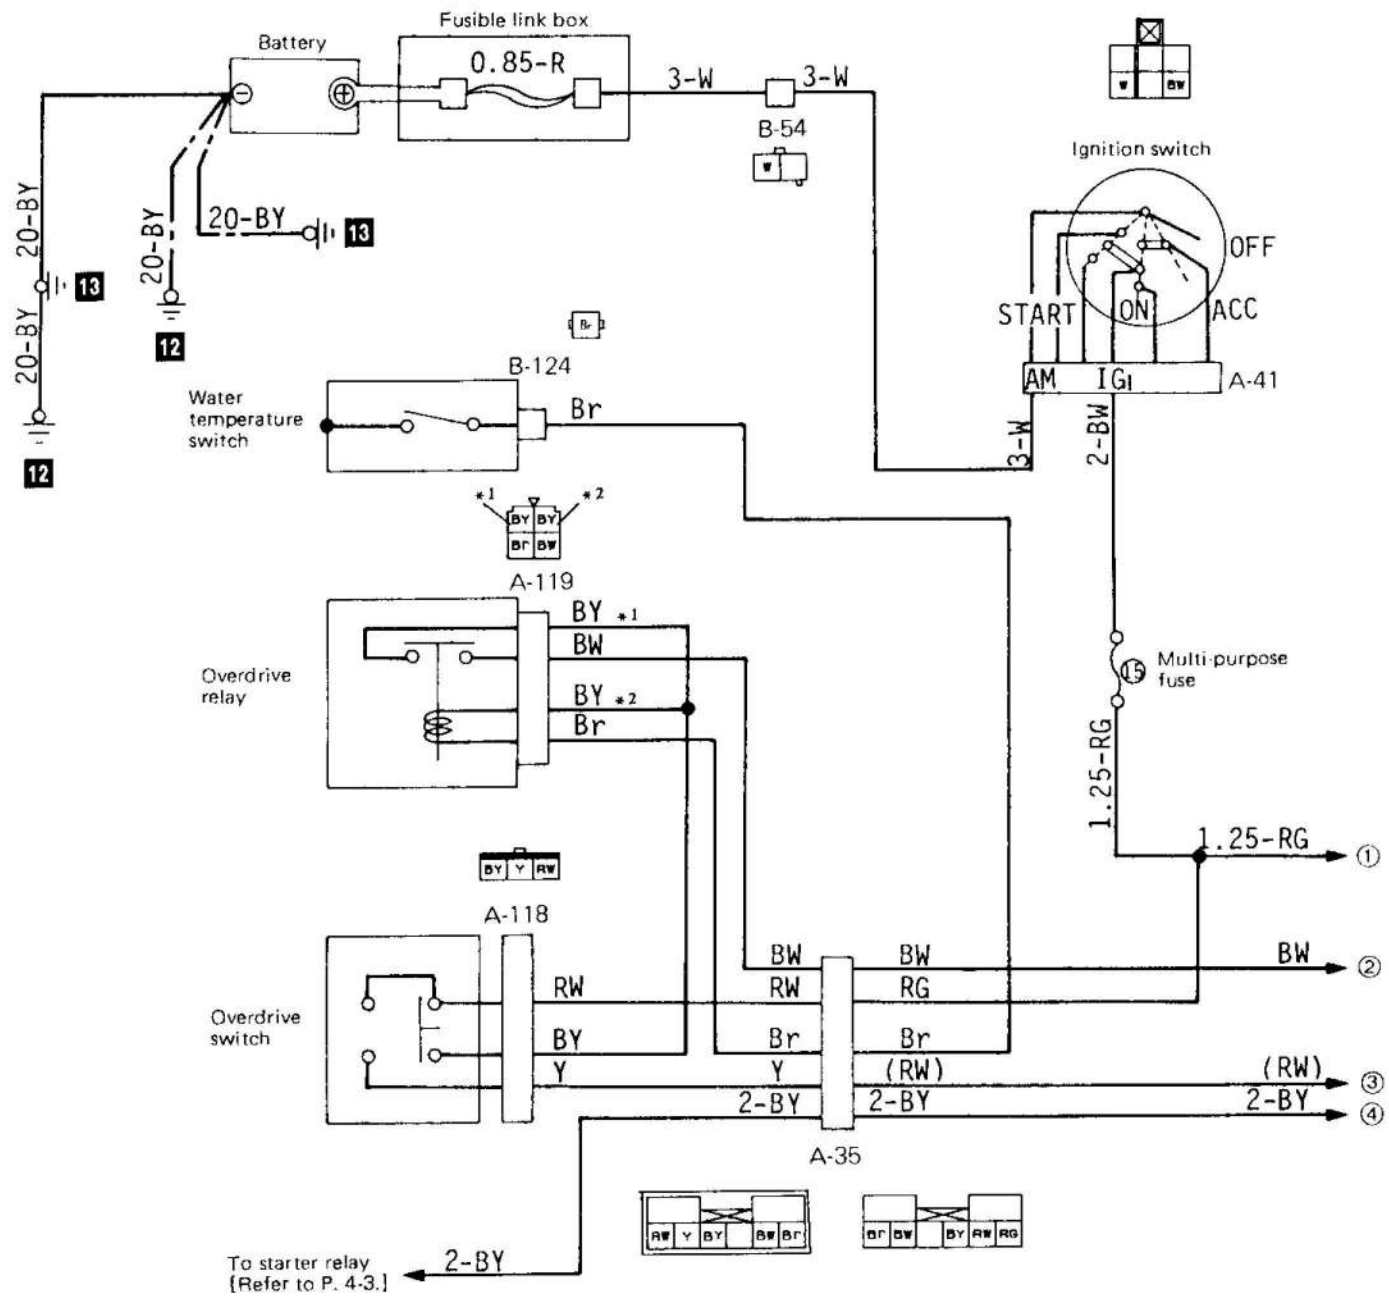 Fusible link box
Battery
0.85-R
3-W
3-W
B-54
W
W
BW
Ignition switch
OFF
START
ON
ACC
AM
IG1
A-41
3-W
2-BW
20-BY
20-BY
20-BY
20-BY
13
13
12
12
Br
B-124
Water
temperature
switch
Br
*1
*2
BY
BY
Br
BW
A-119
BY *1
BW
BY *2
Br
Overdrive
relay
15
Multi-purpose
fuse
1.25-RG
1.25-RG
①
BY
Y
RW
A-118
BW
BW
BW
②
RW
RW
RG
Overdrive
switch
BY
Br
Br
Y
Y
(RW)
(RW)
③
2-BY
2-BY
2-BY
④
A-35
RW
Y
BY
BW
Br
Br
BW
BY
RW
RG
To starter relay
[Refer to P. 4-3.]
2-BY